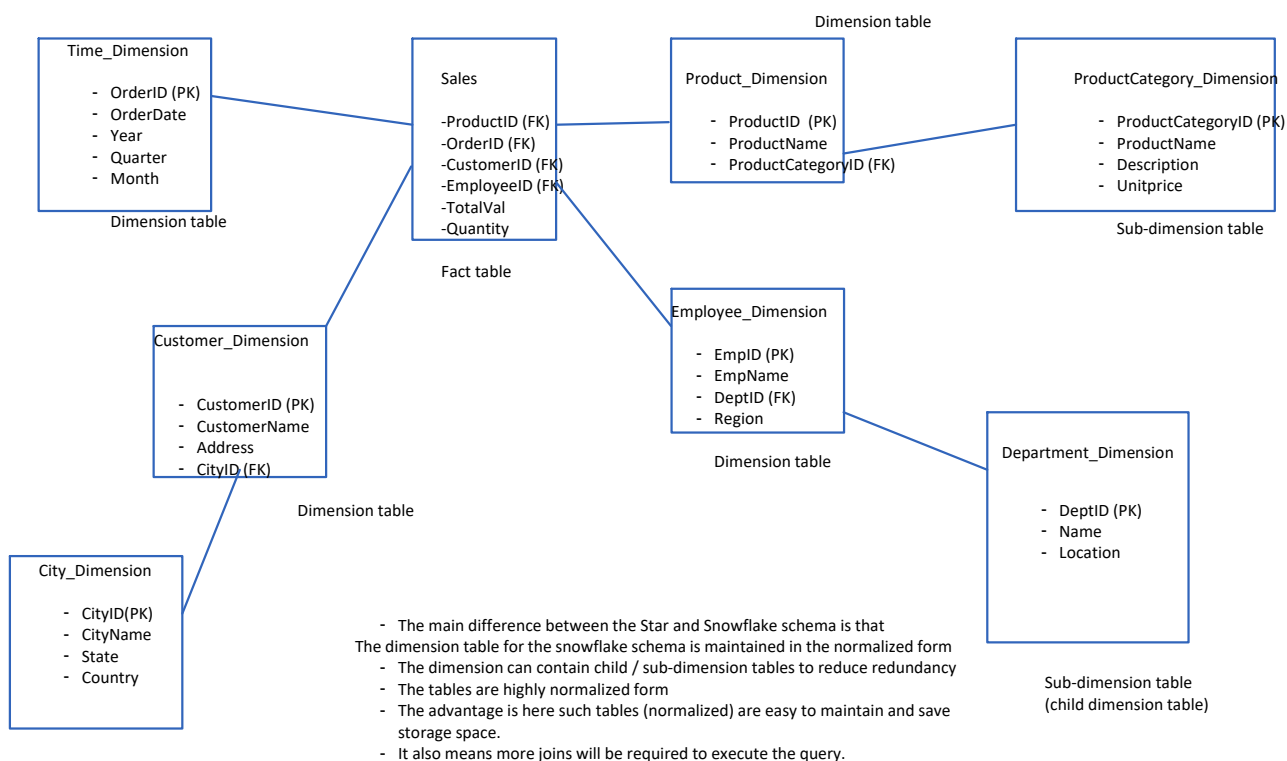 Dimension table
Time_Dimension
- OrderID (PK)
- OrderDate
- Year
- Quarter
- Month
Dimension table
Sales
-ProductID (FK)
-OrderID (FK)
-CustomerID (FK)
-EmployeeID (FK)
-TotalVal
-Quantity
Fact table
Product_Dimension
- ProductID (PK)
- ProductName
- ProductCategoryID (FK)
ProductCategory_Dimension
- ProductCategoryID (PK)
- ProductName
- Description
- Unitprice
Sub-dimension table
Customer_Dimension
- CustomerID (PK)
- CustomerName
- Address
- CityID (FK)
Dimension table
Employee_Dimension
- EmpID (PK)
- EmpName
- DeptID (FK)
- Region
Dimension table
Department_Dimension
- DeptID (PK)
- Name
- Location
Sub-dimension table
(child dimension table)
City_Dimension
- CityID(PK)
- CityName
- State
- Country
- The main difference between the Star and Snowflake schema is that
The dimension table for the snowflake schema is maintained in the normalized form
- The dimension can contain child / sub-dimension tables to reduce redundancy
- The tables are highly normalized form
- The advantage is here such tables (normalized) are easy to maintain and save
storage space.
- It also means more joins will be required to execute the query.